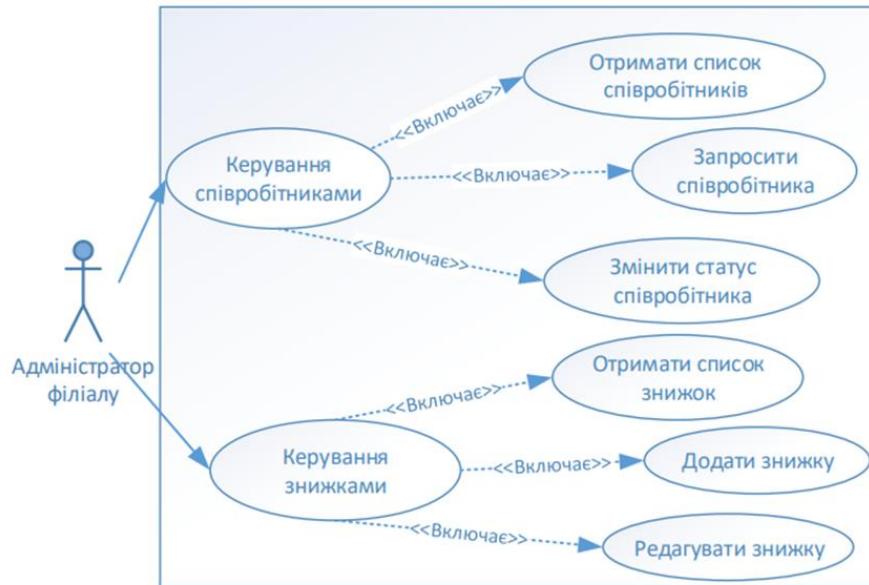 Отримати список
співробітників
<<Включає>>
Керування
співробітниками
<<Включає>>
Запросити
співробітника
<<Включає>>
Змінити статус
співробітника
Адміністратор
філіалу
Отримати список
знижок
<<Включає>>
Керування
знижками
<<Включає>>
Додати знижку
<<Включає>>
Редагувати знижку